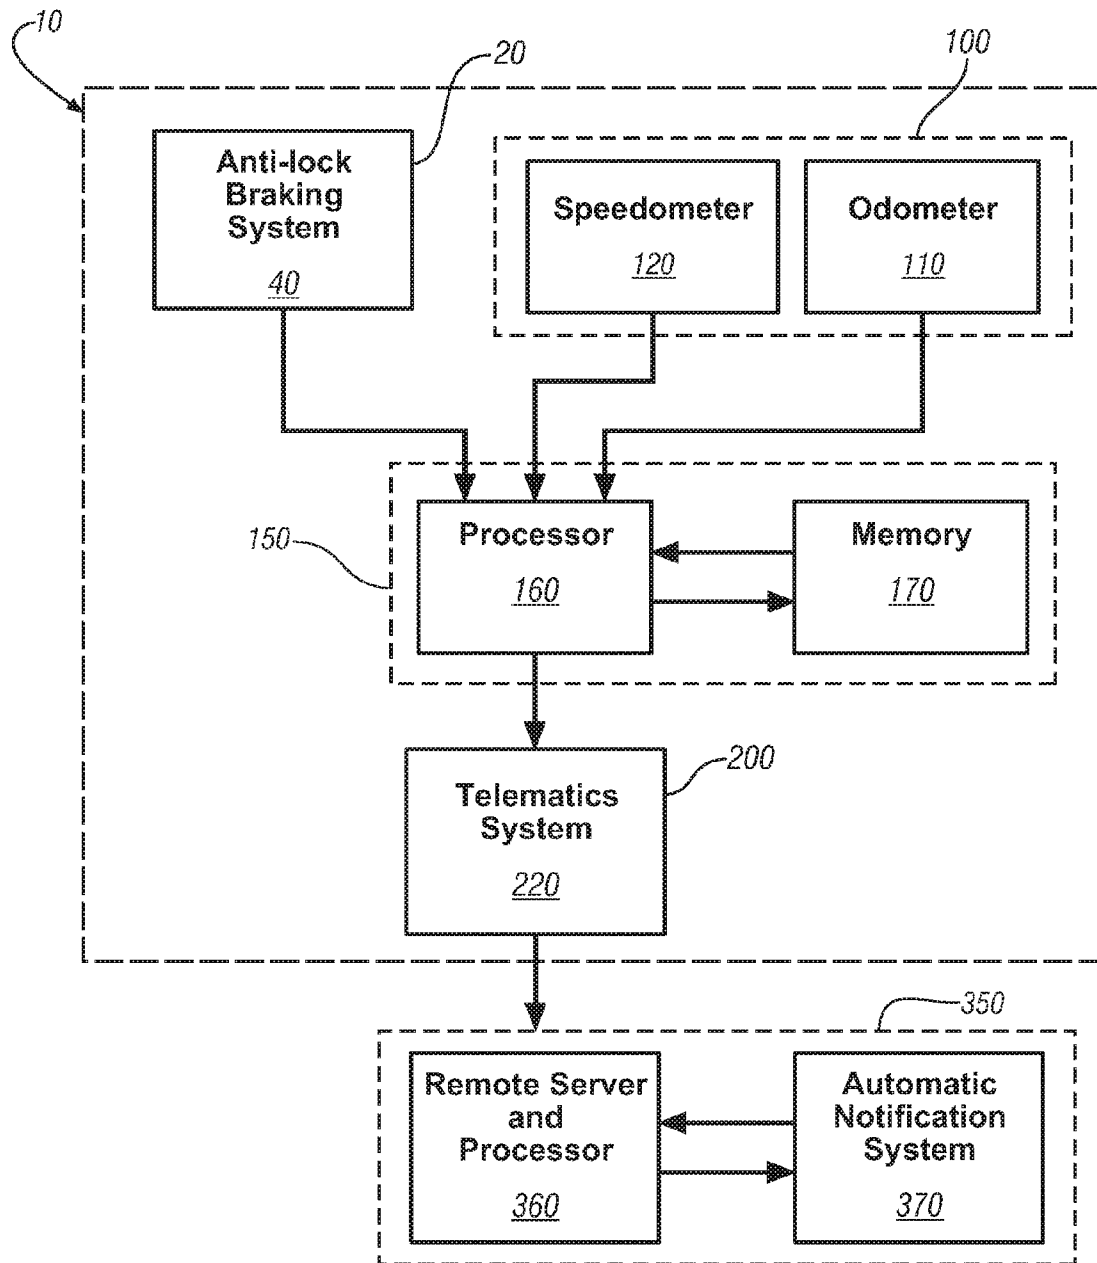 10
20
100
Anti-lock
Braking
System
40
Speedometer
120
Odometer
110
150
Processor
160
Memory
170
200
Telematics
System
220
350
Remote Server
and
Processor
360
Automatic
Notification
System
370